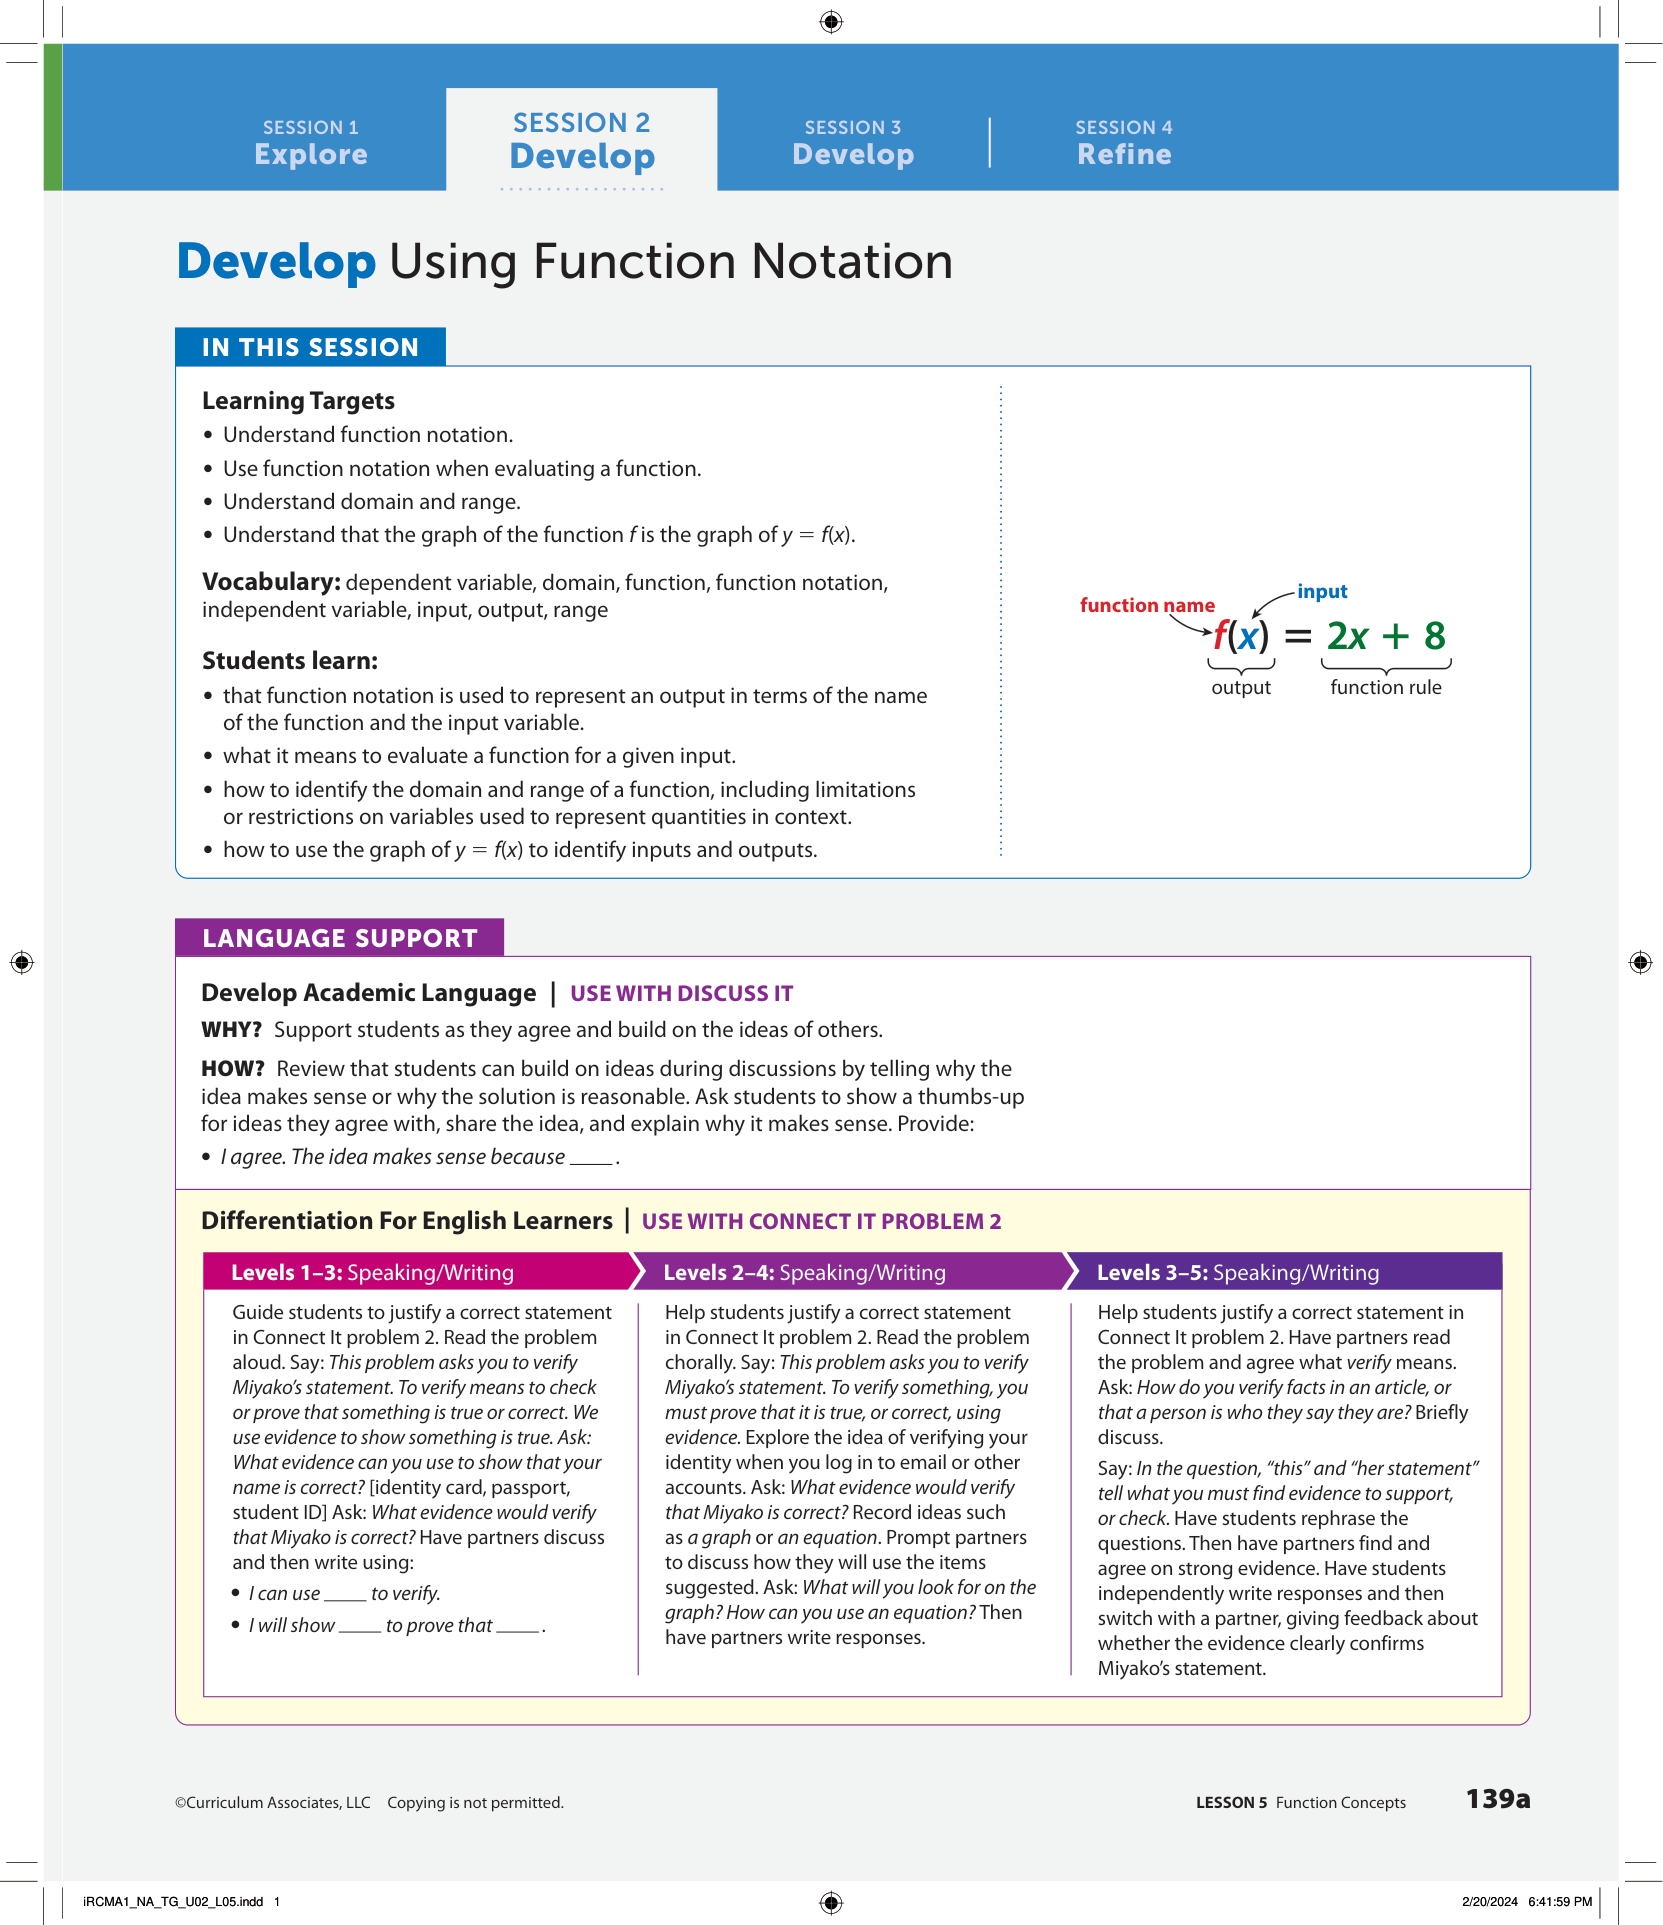 SESSION 1
Explore
SESSION 2
Develop
SESSION 3
Develop
SESSION 4
Refine
Develop Using Function Notation
IN THIS SESSION
Learning Targets
• Understand function notation.
• Use function notation when evaluating a function.
• Understand domain and range.
• Understand that the graph of the function f is the graph of y = f(x).
Vocabulary: dependent variable, domain, function, function notation,
independent variable, input, output, range
Students learn:
• that function notation is used to represent an output in terms of the name
of the function and the input variable.
• what it means to evaluate a function for a given input.
• how to identify the domain and range of a function, including limitations
or restrictions on variables used to represent quantities in context.
• how to use the graph of y = f(x) to identify inputs and outputs.
function name
input
f(x) = 2x + 8
output
function rule
LANGUAGE SUPPORT
Develop Academic Language | USE WITH DISCUSS IT
WHY? Support students as they agree and build on the ideas of others.
HOW? Review that students can build on ideas during discussions by telling why the
idea makes sense or why the solution is reasonable. Ask students to show a thumbs-up
for ideas they agree with, share the idea, and explain why it makes sense. Provide:
• I agree. The idea makes sense because ____ .
Differentiation For English Learners | USE WITH CONNECT IT PROBLEM 2
Levels 1–3: Speaking/Writing
Guide students to justify a correct statement
in Connect It problem 2. Read the problem
aloud. Say: This problem asks you to verify
Miyako’s statement. To verify means to check
or prove that something is true or correct. We
use evidence to show something is true. Ask:
What evidence can you use to show that your
name is correct? [identity card, passport,
student ID] Ask: What evidence would verify
that Miyako is correct? Have partners discuss
and then write using:
• I can use ____ to verify.
• I will show ____ to prove that ____ .
Levels 2–4: Speaking/Writing
Help students justify a correct statement
in Connect It problem 2. Read the problem
chorally. Say: This problem asks you to verify
Miyako’s statement. To verify something, you
must prove that it is true, or correct, using
evidence. Explore the idea of verifying your
identity when you log in to email or other
accounts. Ask: What evidence would verify
that Miyako is correct? Record ideas such
as a graph or an equation. Prompt partners
to discuss how they will use the items
suggested. Ask: What will you look for on the
graph? How can you use an equation? Then
have partners write responses.
Levels 3–5: Speaking/Writing
Help students justify a correct statement in
Connect It problem 2. Have partners read
the problem and agree what verify means.
Ask: How do you verify facts in an article, or
that a person is who they say they are? Briefly
discuss.
Say: In the question, “this” and “her statement”
tell what you must find evidence to support,
or check. Have students rephrase the
questions. Then have partners find and
agree on strong evidence. Have students
independently write responses and then
switch with a partner, giving feedback about
whether the evidence clearly confirms
Miyako’s statement.
©Curriculum Associates, LLC Copying is not permitted.
LESSON 5 Function Concepts 139a
iRCMA1_NA_TG_U02_L05.indd 1
2/20/2024 6:41:59 PM